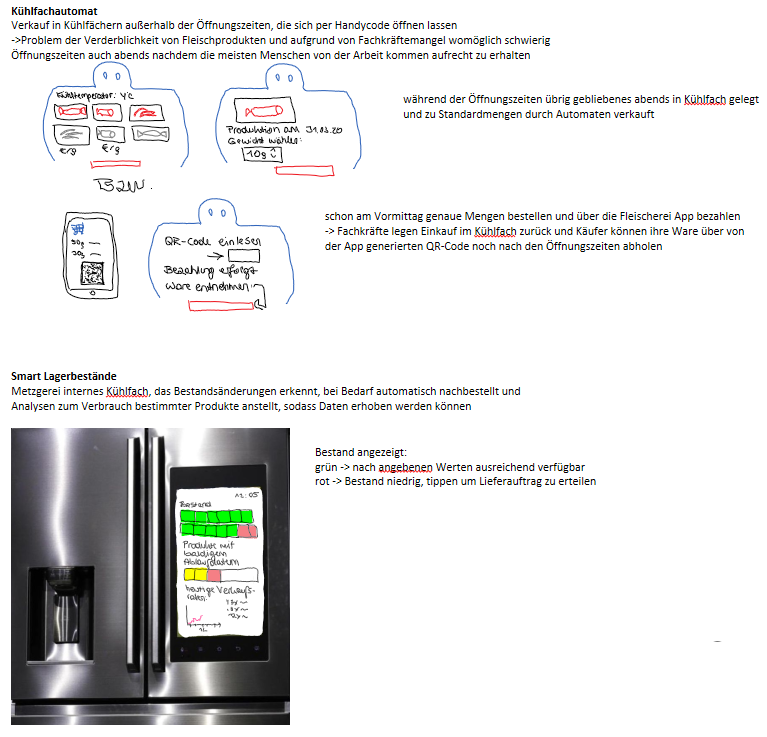 Kühlfachautomat
Verkauf in Kühlfächern außerhalb der Öffnungszeiten, die sich per Handycode öffnen lassen
->Problem der Verderblichkeit von Fleischprodukten und aufgrund von Fachkräftemangel womöglich schwierig
Öffnungszeiten auch abends nachdem die meisten Menschen von der Arbeit kommen aufrecht zu erhalten
Kühltemperatur: 4°C
€/g
€/g
Produktion am 31.03.20
Gewicht wählen:
10g
während der Öffnungszeiten übrig gebliebenes abends in Kühlfach gelegt
und zu Standardmengen durch Automaten verkauft
BZW.
50g
30g
QR-Code einlesen
Bezahlung erfolgt
Ware entnehmen
schon am Vormittag genaue Mengen bestellen und über die Fleischerei App bezahlen
-> Fachkräfte legen Einkauf im Kühlfach zurück und Käufer können ihre Ware über von
der App generierten QR-Code noch nach den Öffnungszeiten abholen
Smart Lagerbestände
Metzgerei internes Kühlfach, das Bestandsänderungen erkennt, bei Bedarf automatisch nachbestellt und
Analysen zum Verbrauch bestimmter Produkte anstellt, sodass Daten erhoben werden können
12:05
Bestand
Produkte mit
baldigem
Ablaufdatum
heutige Verkaufs-
raten:
Bestand angezeigt:
grün -> nach angebenen Werten ausreichend verfügbar
rot -> Bestand niedrig, tippen um Lieferauftrag zu erteilen